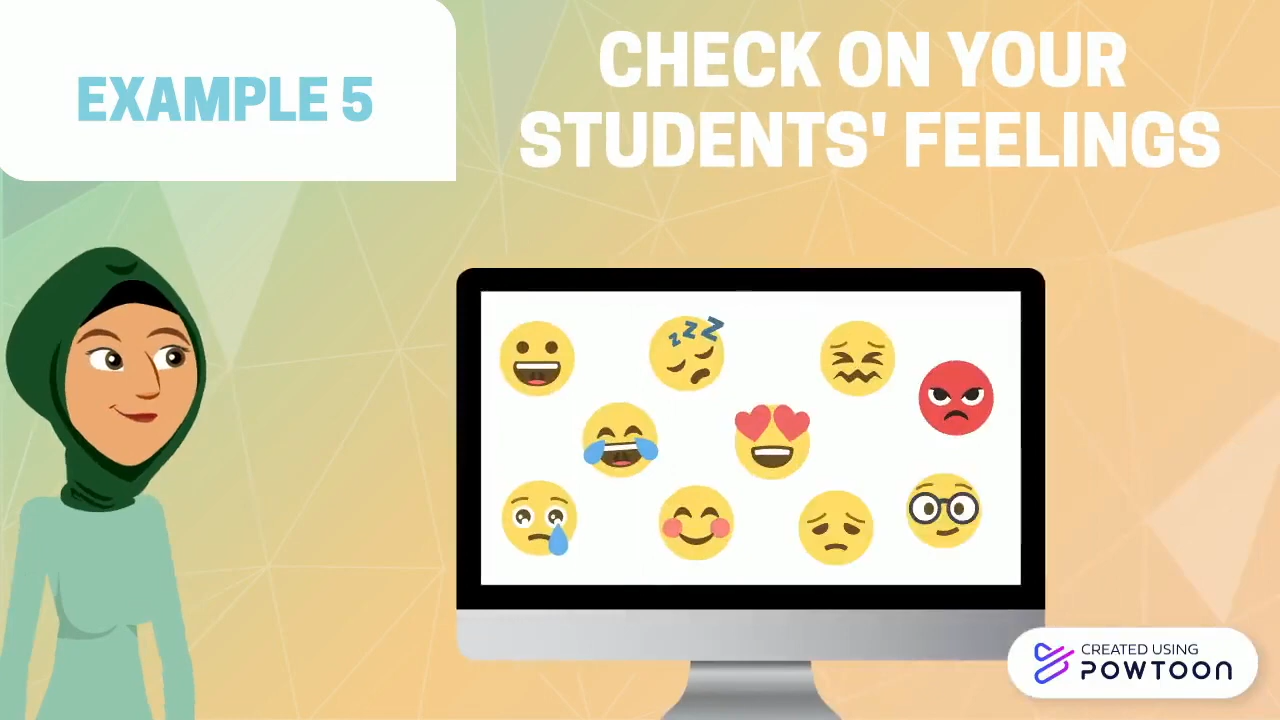 EXAMPLE 5
CHECK ON YOUR
STUDENTS' FEELINGS
z z Z
CREATED USING
POWTOON